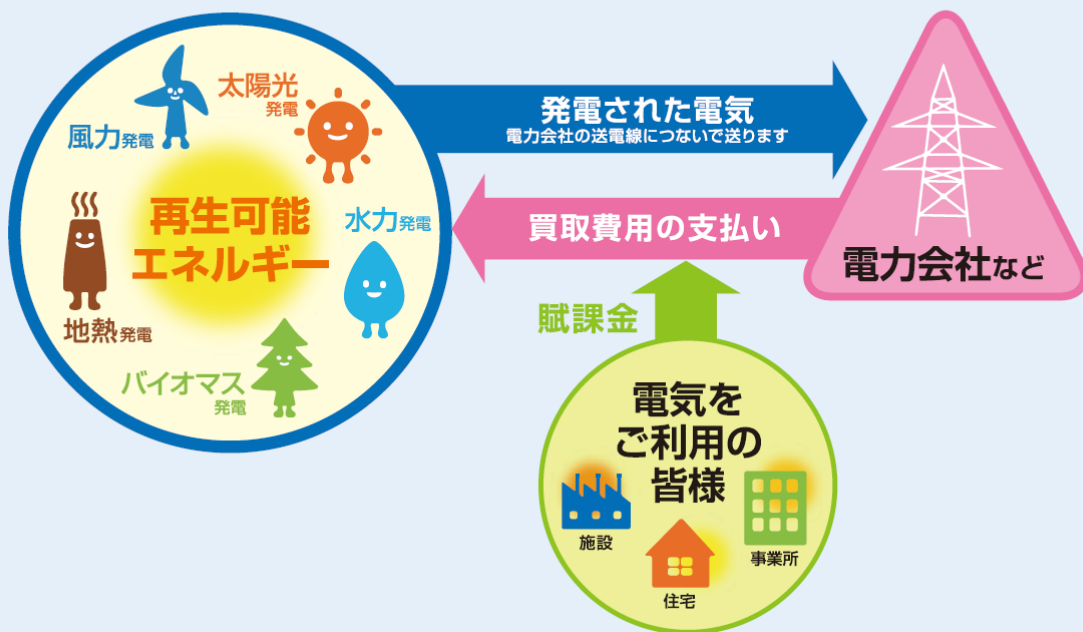 太陽光
発電
風力発電
再生可能
エネルギー
水力発電
地熱発電
バイオマス
発電
発電された電気
電力会社の送電線につないで送ります
買取費用の支払い
電力会社など
賦課金
電気を
ご利用の
皆様
施設
事業所
住宅